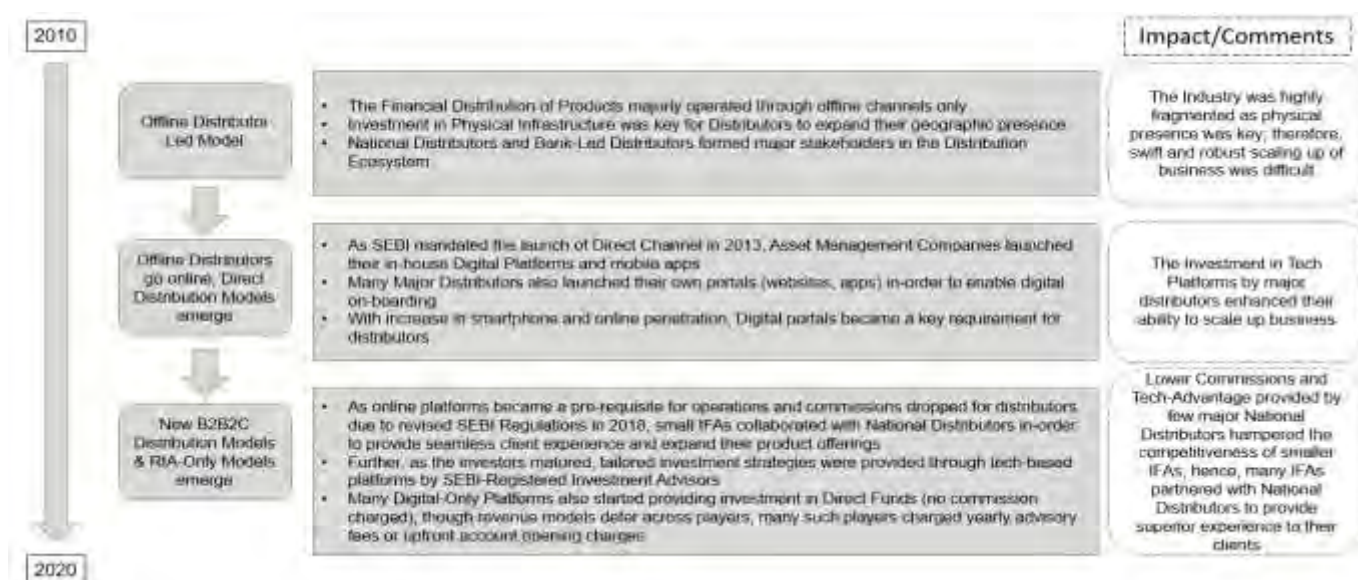 2010
Impact/Comments
Offline Distributor
Led Model
• The Financial Distribution of Products majorly operated through offline channels only
• Investment in Physical Infrastructure was key for Distributors to expand their geographic presence
• National Distributors and Bank-Led Distributors formed major stakeholders in the Distribution
Ecosystem
The Industry was highly
fragmented as physical
presence was key; therefore,
swift and robust scaling up of
business was difficult
Offline Distributors
go online, Direct
Distribution Models
emerge
• As SEBI mandated the launch of Direct Channel in 2013, Asset Management Companies launched
their in-house Digital Platforms and mobile apps
• Many Major Distributors also launched their own portals (websites, apps) in-order to enable digital
on-boarding
• With increase in smartphone and online penetration, Digital portals became a key requirement for
distributors
The Investment in Tech
Platforms by major
distributors enhanced their
ability to scale up business
New B2B2C
Distribution Models
& RIA-Only Models
emerge
• As online platforms became a pre-requisite for operations and commissions dropped for distributors
due to revised SEBI Regulations in 2018, small IFAs collaborated with National Distributors in-order
to provide seamless client experience and expand their product offerings
• Further, as the investors matured, tailored investment strategies were provided through tech-based
platforms by SEBI-Registered Investment Advisors
• Many Digital-Only Platforms also started providing investment in Direct Funds (no commission
charged), though revenue models defer across players, many such players charged yearly advisory
fees or upfront account opening charges
Lower Commissions and
Tech-Advantage provided by
few major National
Distributors hampered the
competitiveness of smaller
IFAs, hence, many IFAs
partnered with National
Distributors to provide
superior experience to their
clients
2020